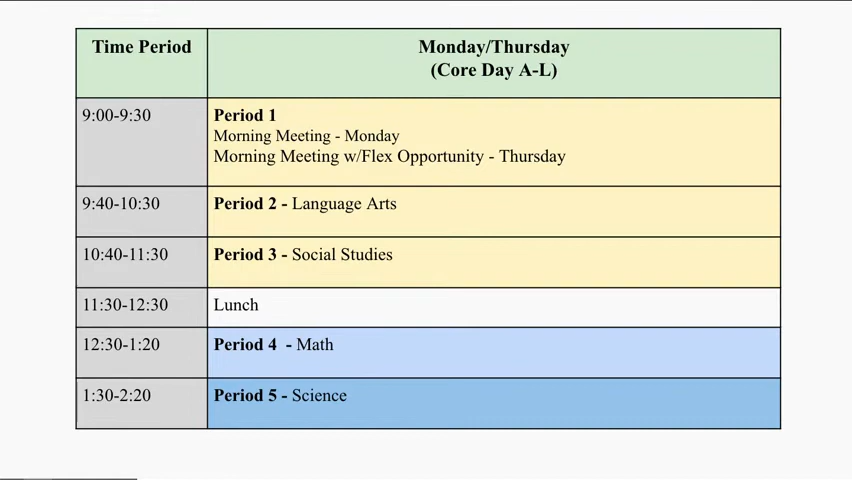 Time Period
Monday/Thursday
(Core Day A-L)
9:00-9:30
Period 1
Morning Meeting - Monday
Morning Meeting w/Flex Opportunity - Thursday
9:40-10:30
Period 2 - Language Arts
10:40-11:30
Period 3 - Social Studies
11:30-12:30
Lunch
12:30-1:20
Period 4  - Math
1:30-2:20
Period 5 - Science